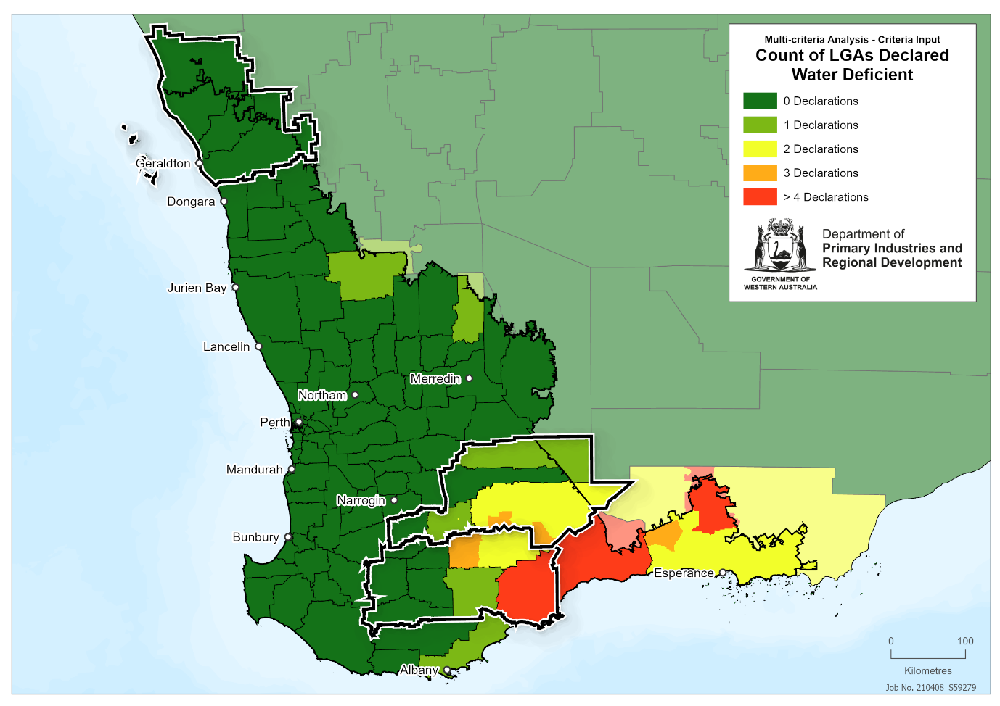 Multi-criteria Analysis - Criteria Input
Count of LGAs Declared
Water Deficient
0 Declarations
1 Declarations
2 Declarations
3 Declarations
> 4 Declarations
Department of
Primary Industries and
Regional Development
GOVERNMENT OF
WESTERN AUSTRALIA
Geraldton
Dongara
Jurien Bay
Lancelin
Merredin
Northam
Perth
Mandurah
Narrogin
Bunbury
Esperance
Albany
0 100
Kilometres
Job No. 210408_S59279